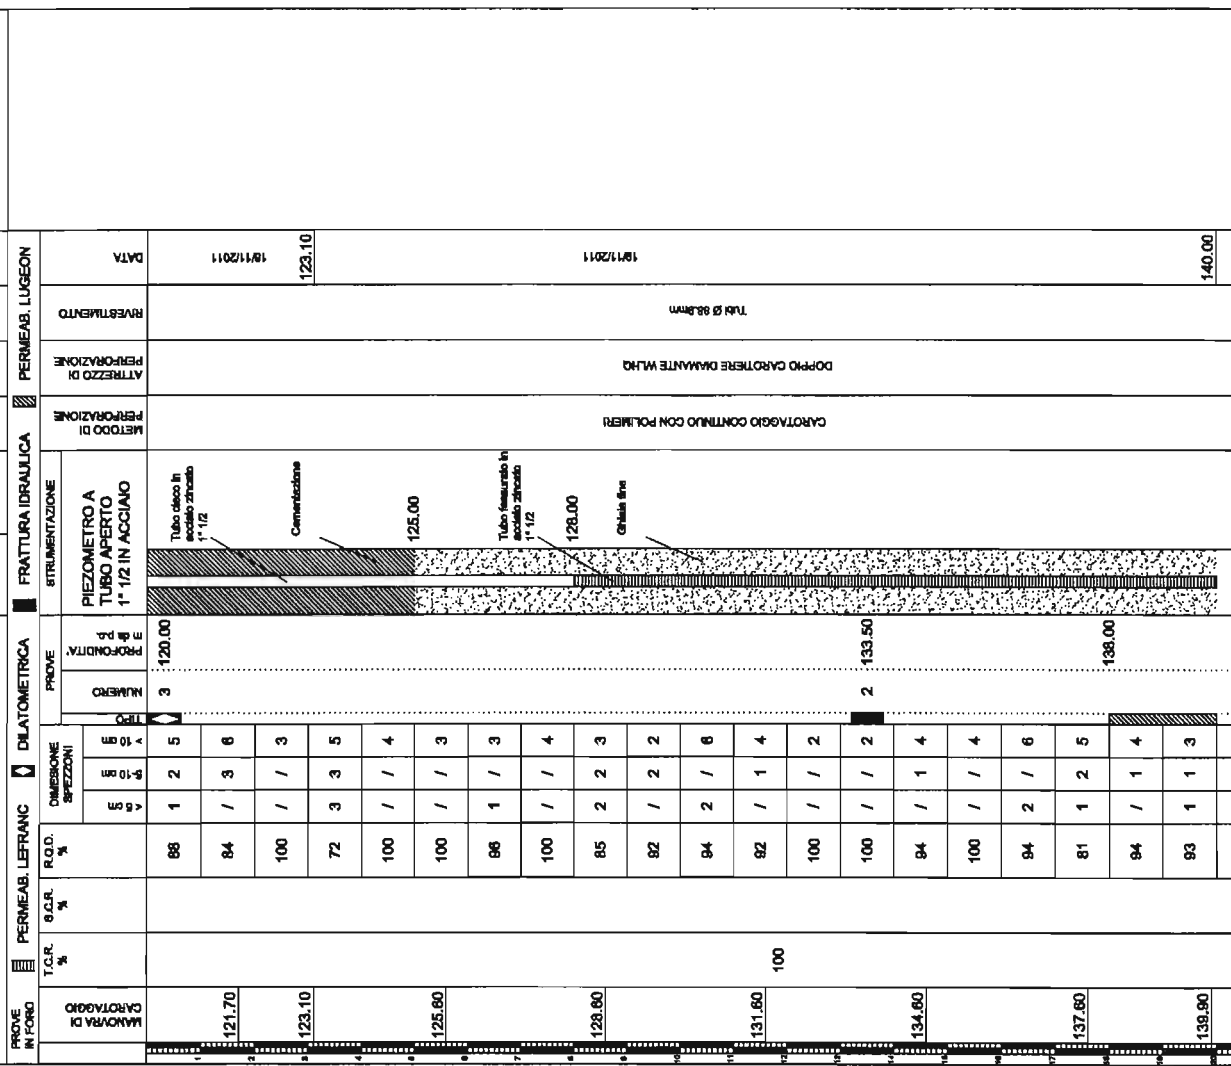 PROVE
IN FORO
PERMEAB. LEFRANC
DILATOMETRICA
FRATTURA IDRAULICA
PERMEAB. LUGEON
MANOVRA DI
CAROTAGGIO
T.C.R.
%
S.C.R.
%
R.Q.D.
%
DIMESIONE
SPEZZONI
< 5 cm
5-10 cm
> 10 cm
PROVE
TIPO
NUMERO
PROFONDITA'
m da p.c.
STRUMENTAZIONE
PIEZOMETRO A
TUBO APERTO
1" 1/2 IN ACCIAIO
METODO DI
PERFORAZIONE
ATTREZZO DI
PERFORAZIONE
RIVESTIMENTO
DATA
88 1 2 5
84 / 3 6
100 / / 3
72 3 3 5
100 / / 4
100 / / 3
96 1 / 3
100 / / 4
85 2 2 3
92 / 2 2
94 2 / 6
92 / 1 4
100 / / 2
100 / / 2
94 / 1 4
100 / / 4
94 2 / 6
81 1 2 5
94 / 1 4
93 1 1 3
121.70
123.10
125.60
128.60
131.60
134.60
137.60
139.90
100
3 120.00
2 133.50
138.00
Tubo cieco in
acciaio zincato
1" 1/2
Cementazione
125.00
Tubo fessurato in
acciaio zincato
1" 1/2
128.00
Ghiaia fine
CAROTAGGIO CONTINUO CON POLIMERI
DOPPIO CAROTIERE DIAMANTE WLHQ
Tubi Ø 88.9mm
18/11/2011
123.10
19/11/2011
140.00